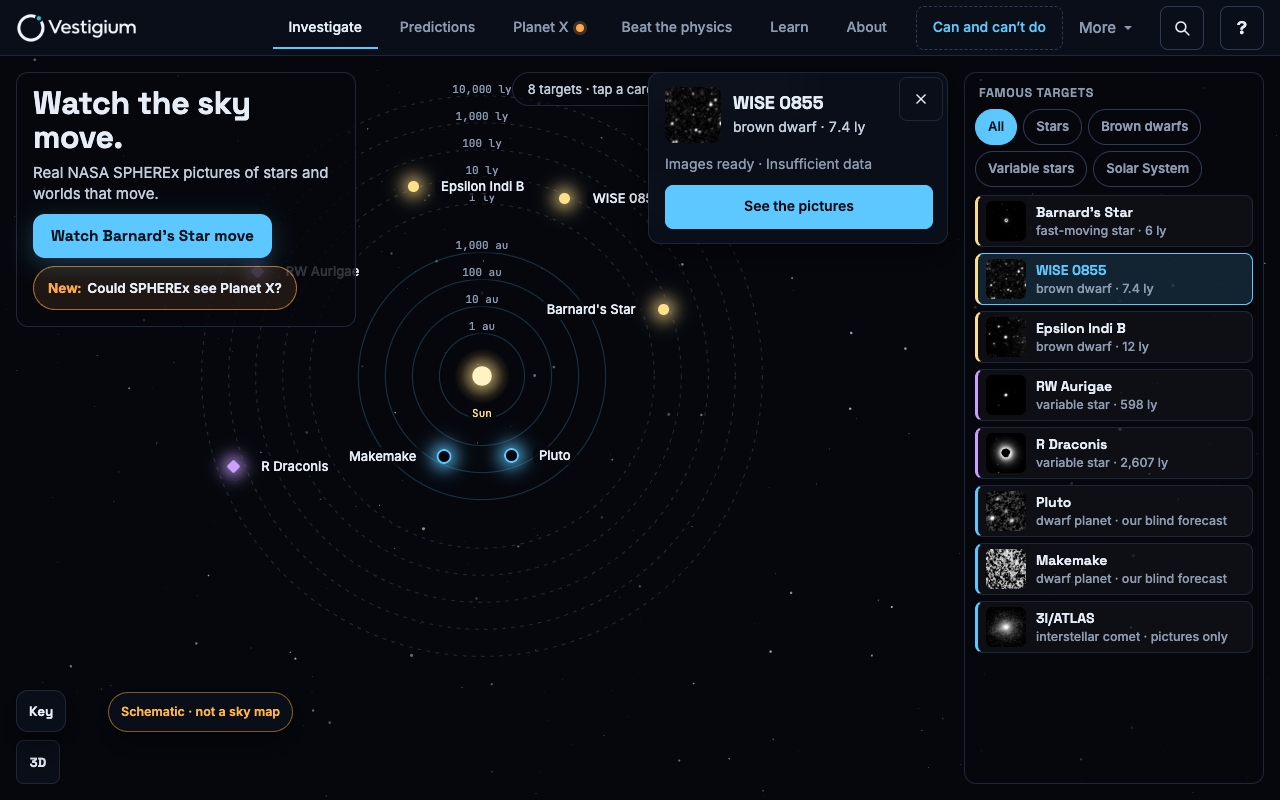 Vestigium
Investigate
Predictions
Planet X
Beat the physics
Learn
About
Can and can't do
More
?
Watch the sky
move.
Real NASA SPHEREx pictures of stars and
worlds that move.
Watch Barnard's Star move
New: Could SPHEREx see Planet X?
RW Aurigae
10,000 ly
8 targets · tap a car
1,000 ly
100 ly
10 ly
Epsilon Indi B
1 ly
WISE 085
1,000 au
100 au
10 au
Barnard's Star
1 au
Sun
Makemake
Pluto
R Draconis
WISE 0855
brown dwarf · 7.4 ly
Images ready · Insufficient data
See the pictures
FAMOUS TARGETS
All
Stars
Brown dwarfs
Variable stars
Solar System
Barnard's Star
fast-moving star · 6 ly
WISE 0855
brown dwarf · 7.4 ly
Epsilon Indi B
brown dwarf · 12 ly
RW Aurigae
variable star · 598 ly
R Draconis
variable star · 2,607 ly
Pluto
dwarf planet · our blind forecast
Makemake
dwarf planet · our blind forecast
3I/ATLAS
interstellar comet · pictures only
Key
Schematic · not a sky map
3D